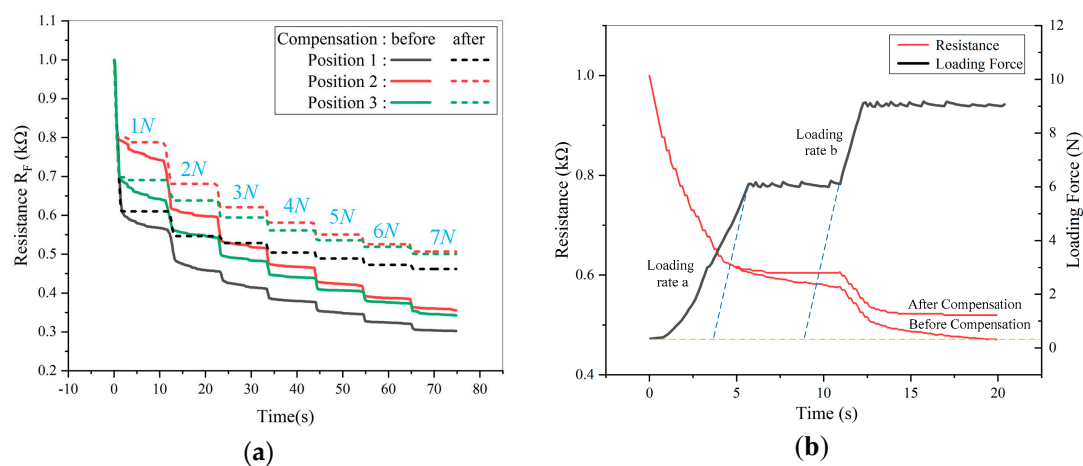 1.1
1.0
0.9
0.8
0.7
0.6
0.5
0.4
0.3
0.2
Resistance R_F (kΩ)
Compensation : before after
Position 1 :
Position 2 :
Position 3 :
1N
2N
3N
4N
5N
6N
7N
-10 0 10 20 30 40 50 60 70 80
Time(s)
(a)
1.0
0.8
0.6
0.4
Resistance (kΩ)
Resistance
Loading Force
Loading
rate b
Loading
rate a
After Compensation
Before Compensation
12
10
8
6
4
2
0
Loading Force (N)
0 5 10 15 20
Time (s)
(b)